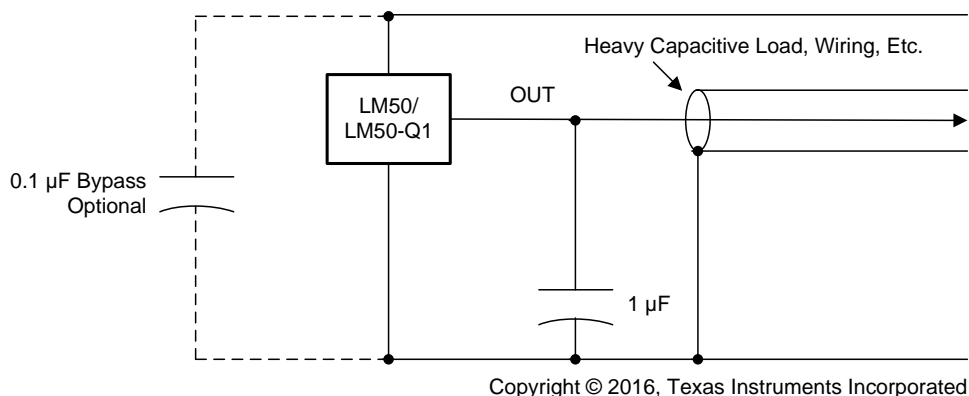 Heavy Capacitive Load, Wiring, Etc.
OUT
LM50/
LM50-Q1
0.1 µF Bypass
Optional
1 µF
Copyright © 2016, Texas Instruments Incorporated